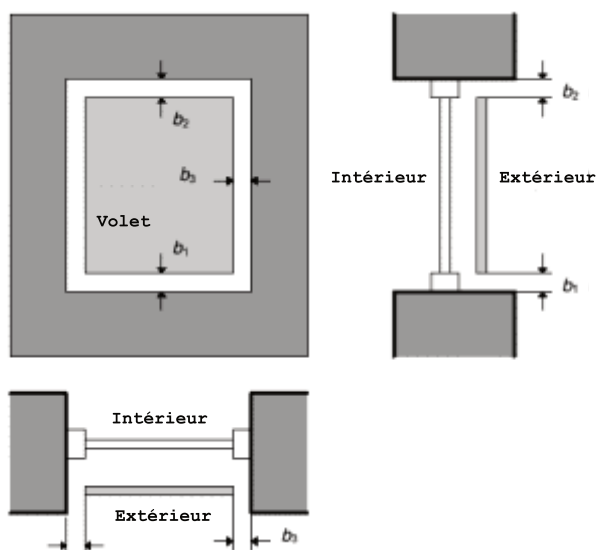 b₂
b₃
Volet
b₁
b₂
Intérieur
Extérieur
b₁
Intérieur
Extérieur
b₃